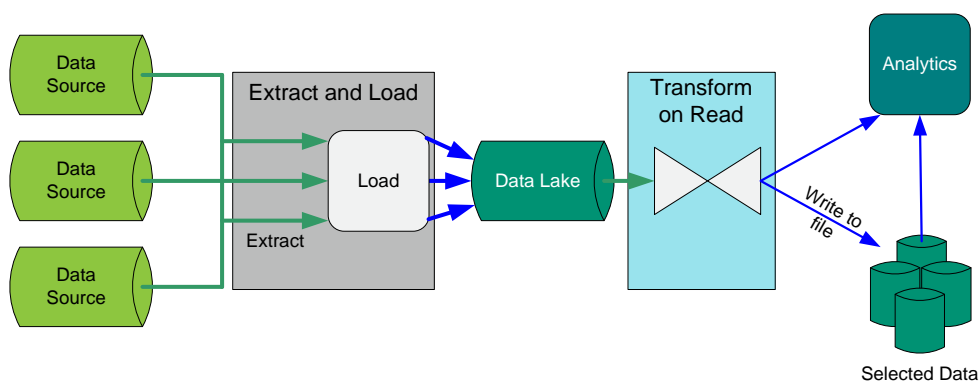 Data
Source
Data
Source
Data
Source
Extract and Load
Load
Extract
Data Lake
Transform
on Read
Analytics
Write to
file
Selected Data